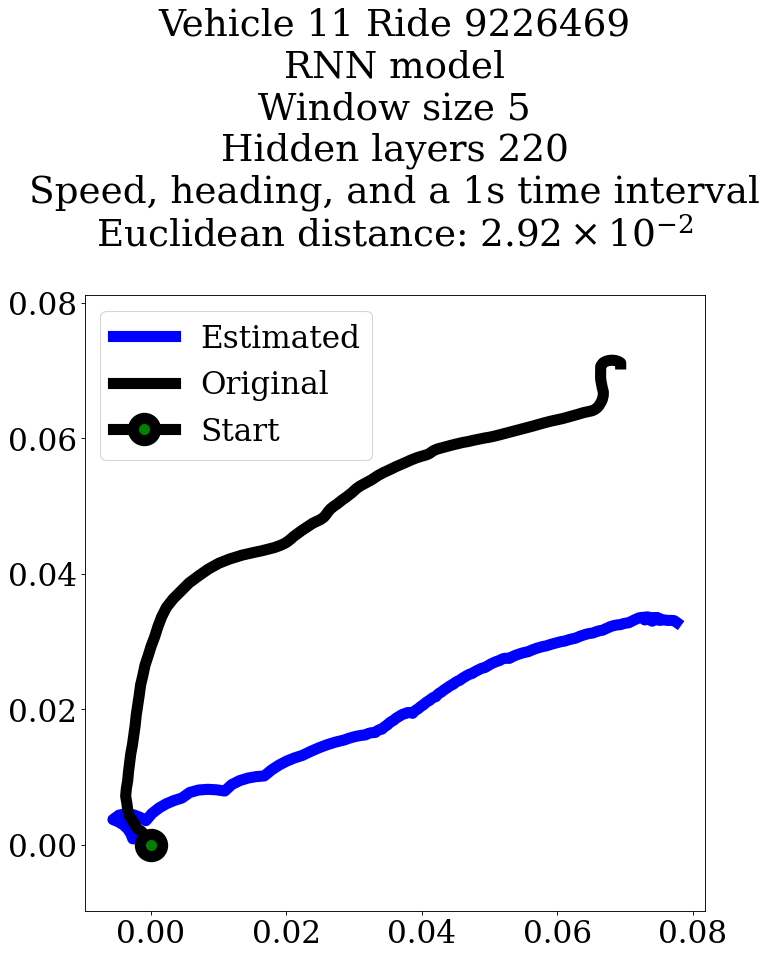 Vehicle 11 Ride 9226469
RNN model
Window size 5
Hidden layers 220
Speed, heading, and a 1s time interval
Euclidean distance: 2.92 × 10⁻²
0.08
0.06
0.04
0.02
0.00
Estimated
Original
Start
0.00 0.02 0.04 0.06 0.08